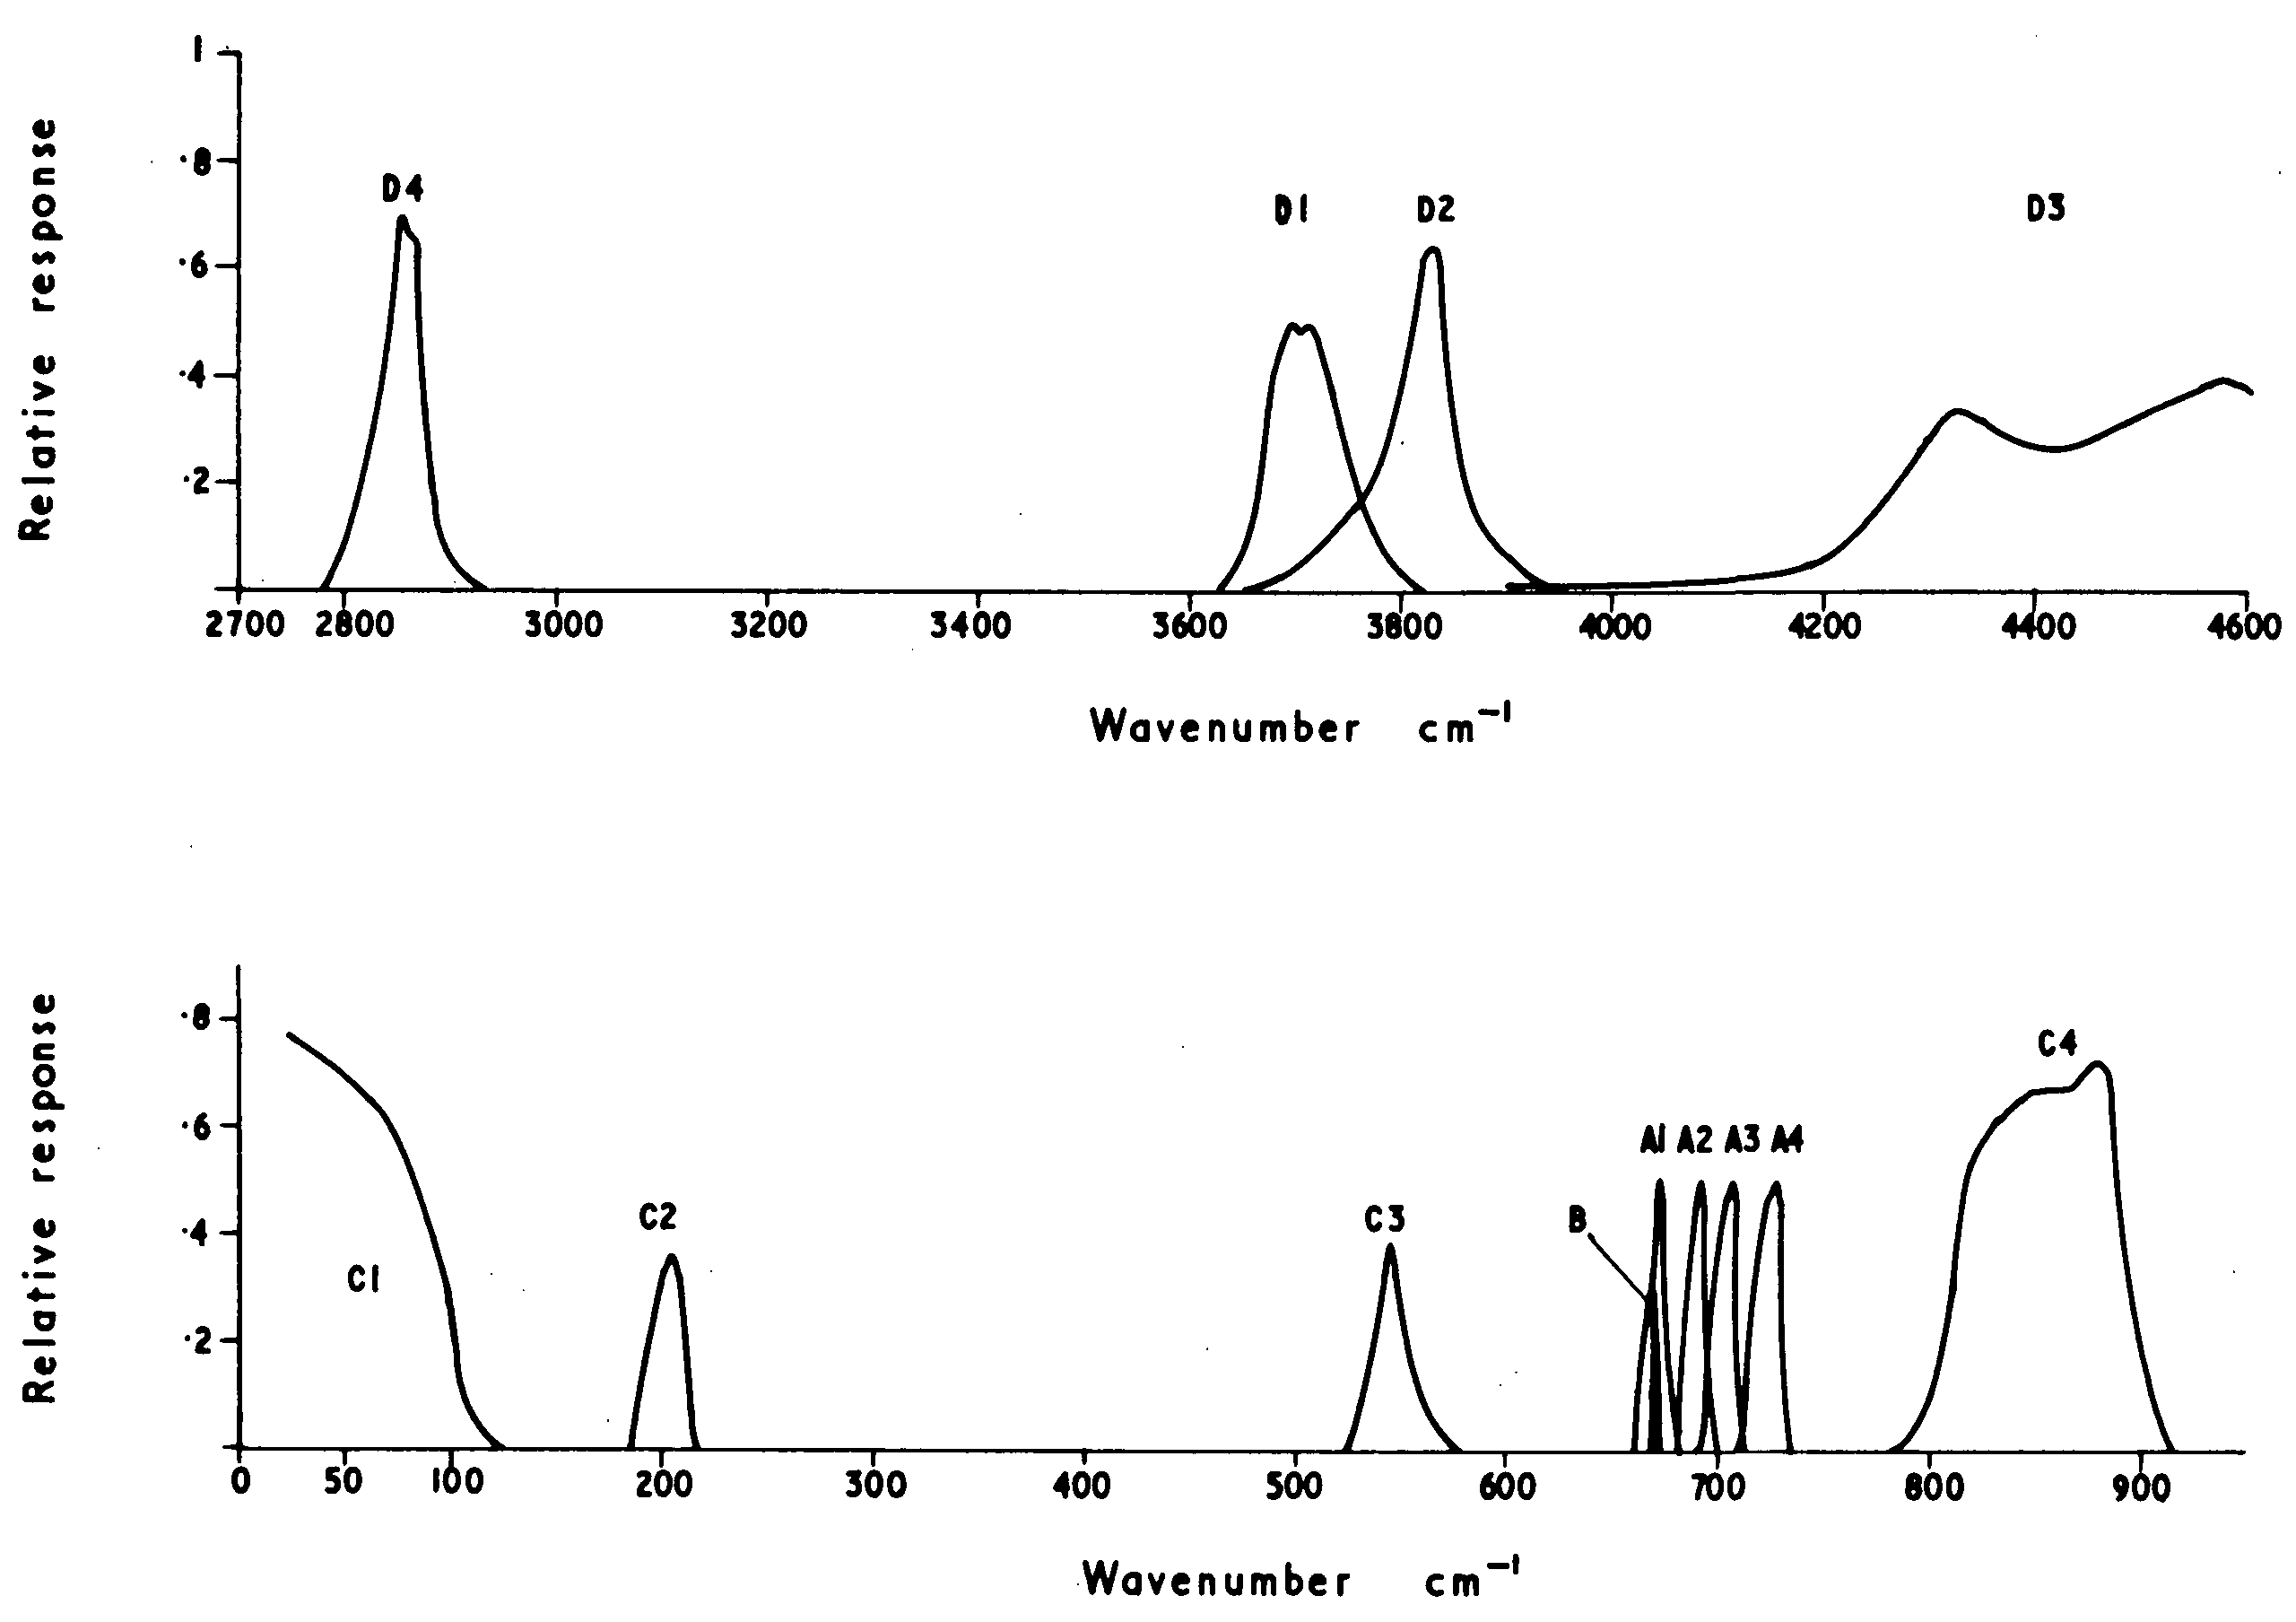 1
.8
D4
D1 D2 D3
.6
.4
.2
Relative response
2700 2800 3000 3200 3400 3600 3800 4000 4200 4400 4600
Wavenumber cm⁻¹
.8
C4
.6
A1 A2 A3 A4
C2 B C3
.4
C1
.2
Relative response
0 50 100 200 300 400 500 600 700 800 900
Wavenumber cm⁻¹